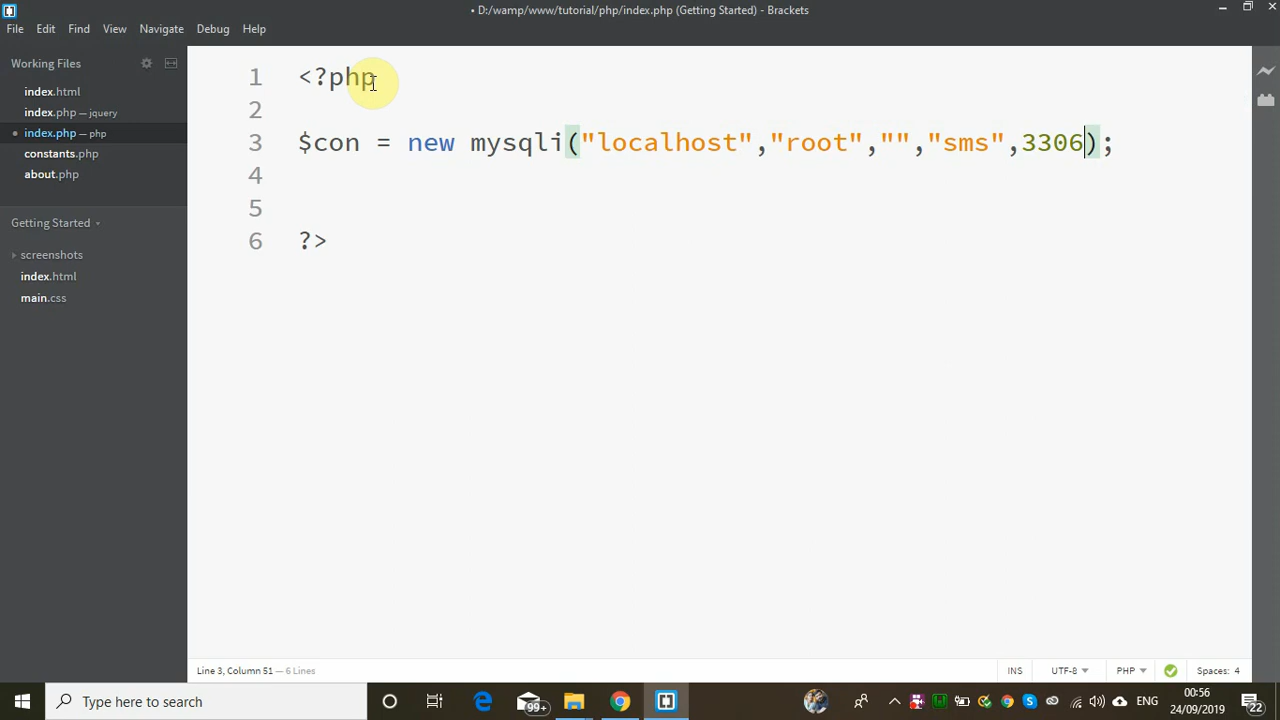 • D:/wamp/www/tutorial/php/index.php (Getting Started) - Brackets
File Edit Find View Navigate Debug Help
Working Files
index.html
index.php — jquery
• index.php — php
constants.php
about.php
Getting Started
screenshots
index.html
main.css
1 <?php
2
3 $con = new mysqli("localhost","root","","sms",3306);
4
5
6 ?>
Line 3, Column 51 — 6 Lines
INS UTF-8 PHP Spaces: 4
Type here to search
99+
ENG
00:56
24/09/2019
22